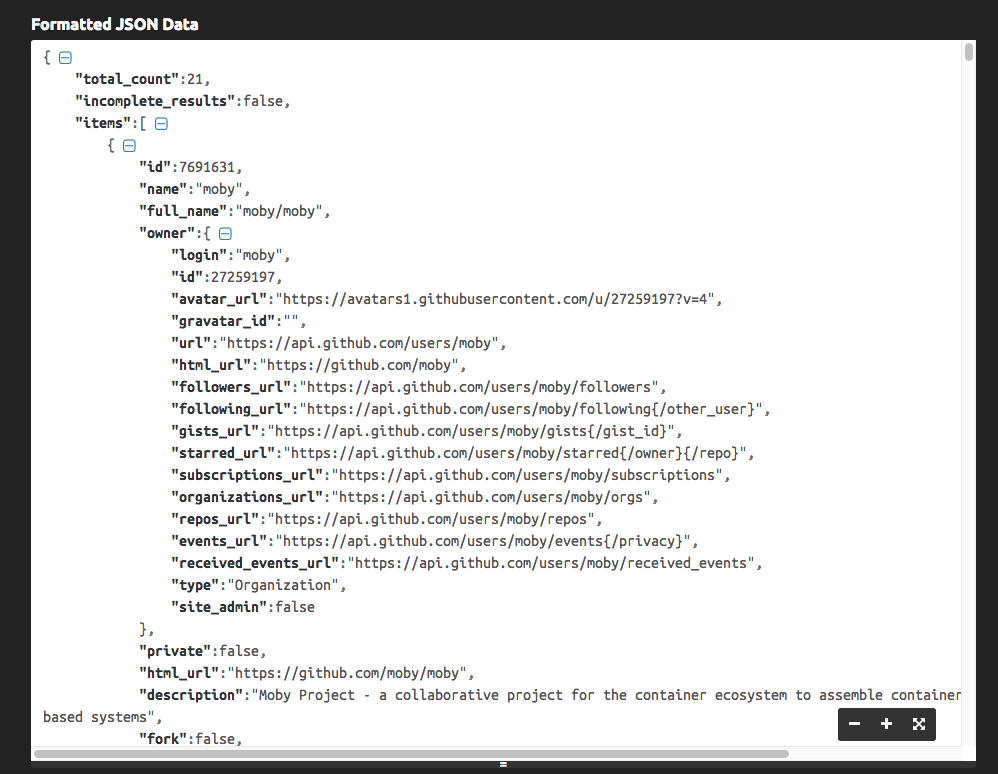 Formatted JSON Data
{
"total_count":21,
"incomplete_results":false,
"items":[
{
"id":7691631,
"name":"moby",
"full_name":"moby/moby",
"owner":{
"login":"moby",
"id":27259197,
"avatar_url":"https://avatars1.githubusercontent.com/u/27259197?v=4",
"gravatar_id":"",
"url":"https://api.github.com/users/moby",
"html_url":"https://github.com/moby",
"followers_url":"https://api.github.com/users/moby/followers",
"following_url":"https://api.github.com/users/moby/following{/other_user}",
"gists_url":"https://api.github.com/users/moby/gists{/gist_id}",
"starred_url":"https://api.github.com/users/moby/starred{/owner}{/repo}",
"subscriptions_url":"https://api.github.com/users/moby/subscriptions",
"organizations_url":"https://api.github.com/users/moby/orgs",
"repos_url":"https://api.github.com/users/moby/repos",
"events_url":"https://api.github.com/users/moby/events{/privacy}",
"received_events_url":"https://api.github.com/users/moby/received_events",
"type":"Organization",
"site_admin":false
},
"private":false,
"html_url":"https://github.com/moby/moby",
"description":"Moby Project - a collaborative project for the container ecosystem to assemble container
based systems",
"fork":false,